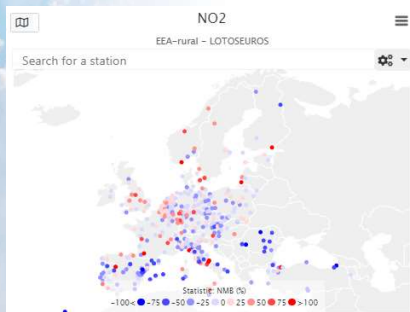 NO2
EEA-rural – LOTOSEUROS
Search for a station
Statistic: NMB (%)
-100< -75 -50 -25 0 25 50 75 >100